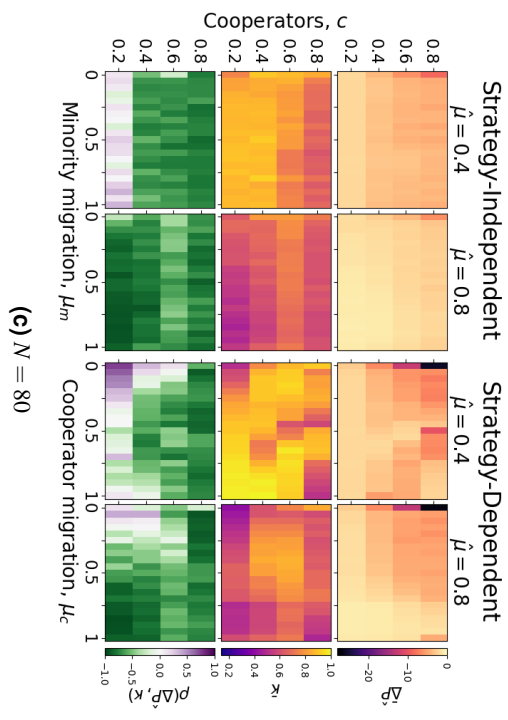 Strategy-Independent
Strategy-Dependent
μ̂ = 0.4
μ̂ = 0.8
μ̂ = 0.4
μ̂ = 0.8
0.8
0.6
0.4
0.2
0.8
0.6
0.4
0.2
0.8
0.6
0.4
0.2
Cooperators, c
0
−10
−20
ΔP̂
1.0
0.8
0.6
0.4
0.2
κ̄
1.0
0.5
0.0
−0.5
−1.0
ρ(ΔP̂, κ)
0 0.5 1
0 0.5 1
0 0.5 1
0 0.5 1
Minority migration, μₘ
Cooperator migration, μ_c
(c) N = 80